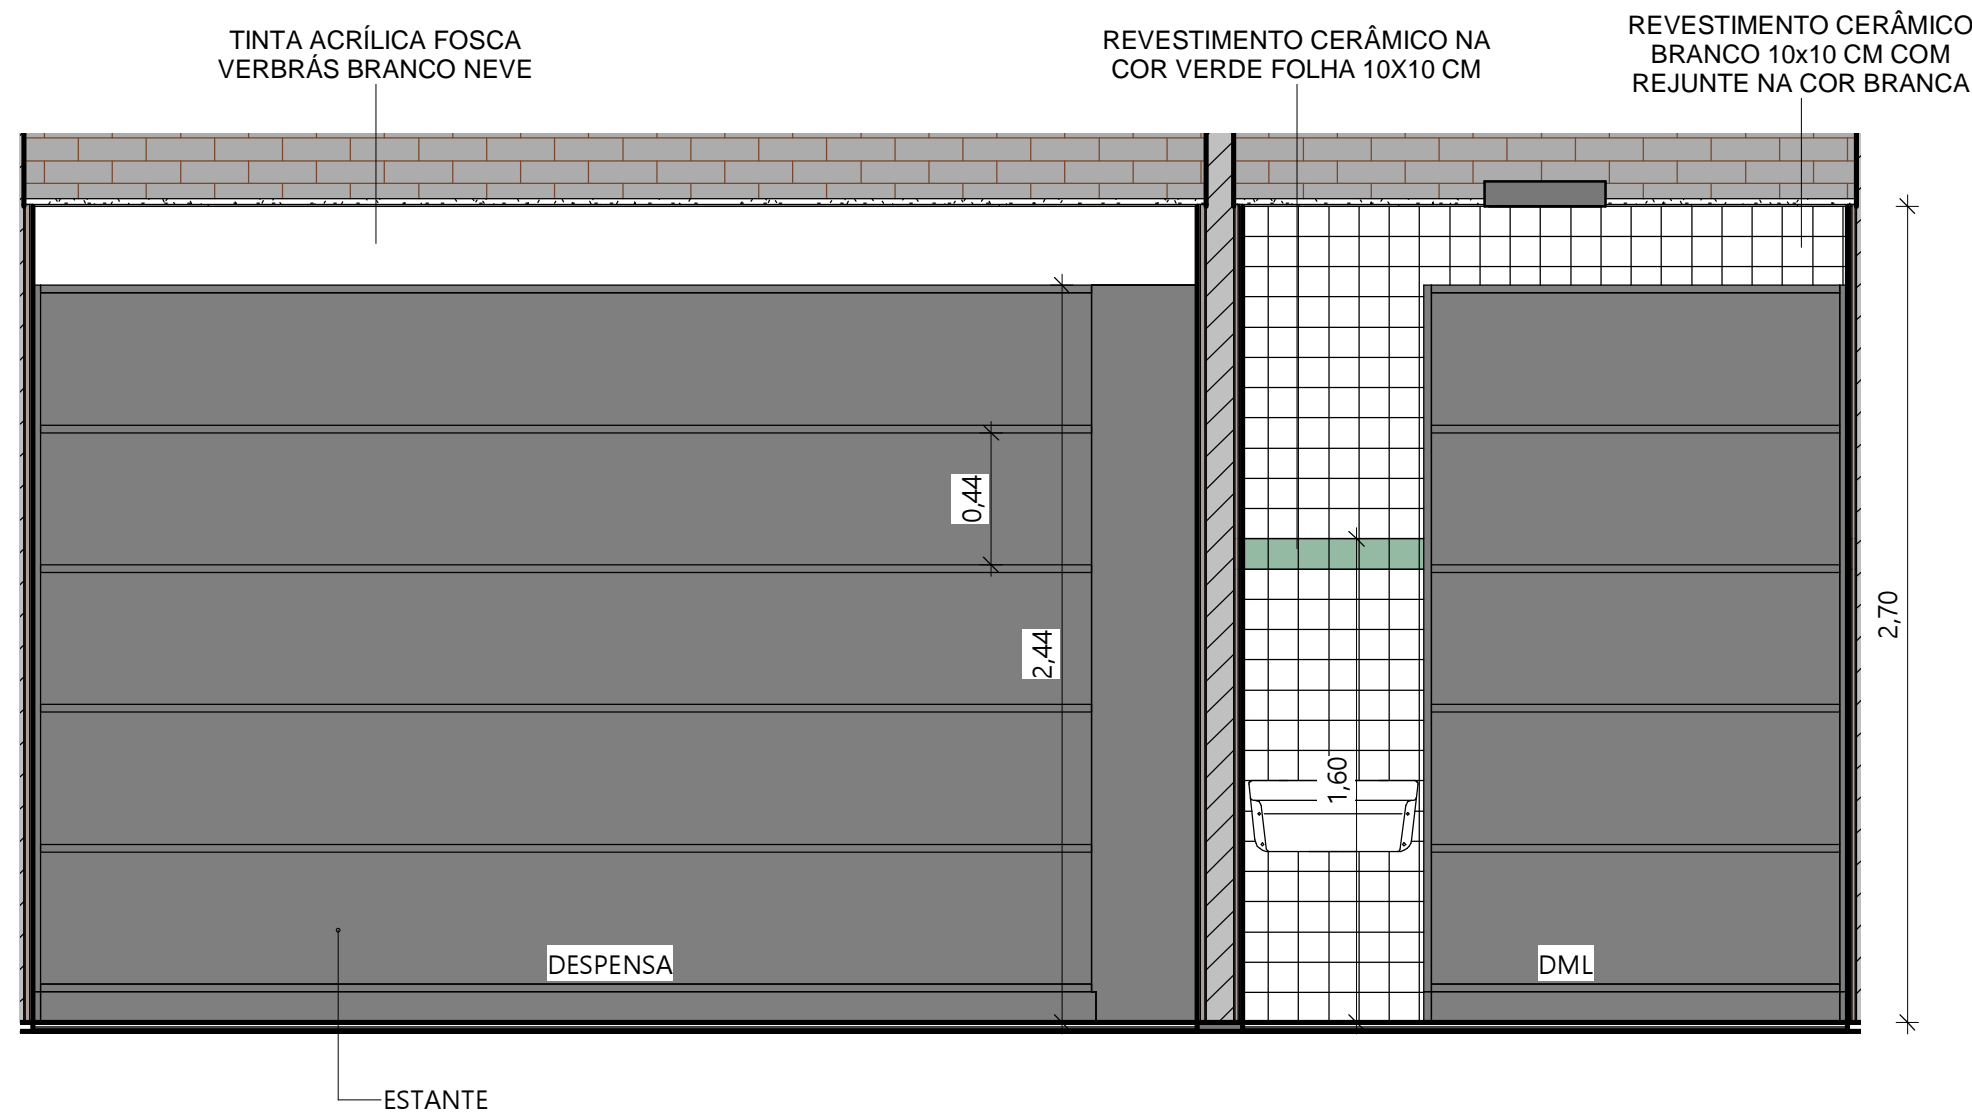 TINTA ACRÍLICA FOSCA
VERBRÁS BRANCO NEVE
REVESTIMENTO CERÂMICO NA
COR VERDE FOLHA 10X10 CM
REVESTIMENTO CERÂMICO
BRANCO 10x10 CM COM
REJUNTE NA COR BRANCA
0,44
2,44
1,60
2,70
DESPENSA
DML
ESTANTE